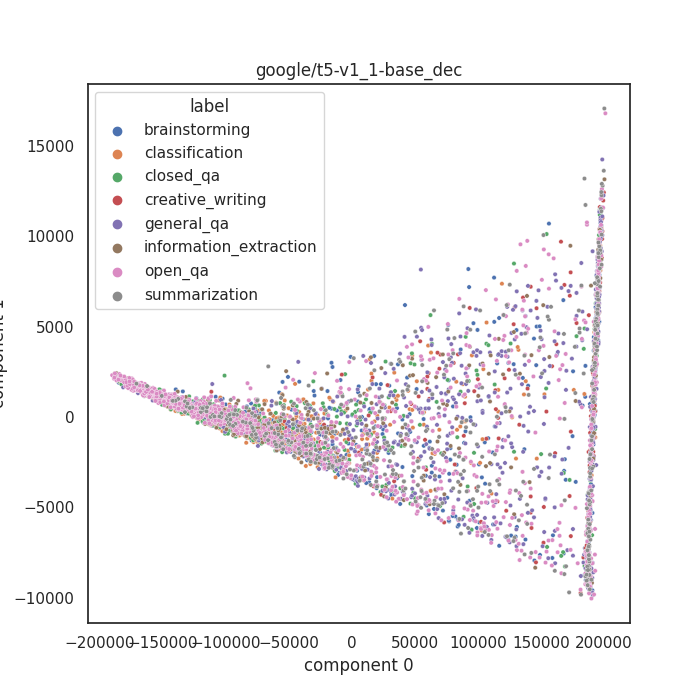 google/t5-v1_1-base_dec
label
brainstorming
classification
closed_qa
creative_writing
general_qa
information_extraction
open_qa
summarization
15000
10000
5000
0
−5000
−10000
component 1
−200000 −150000 −100000 −50000 0 50000 100000 150000 200000
component 0